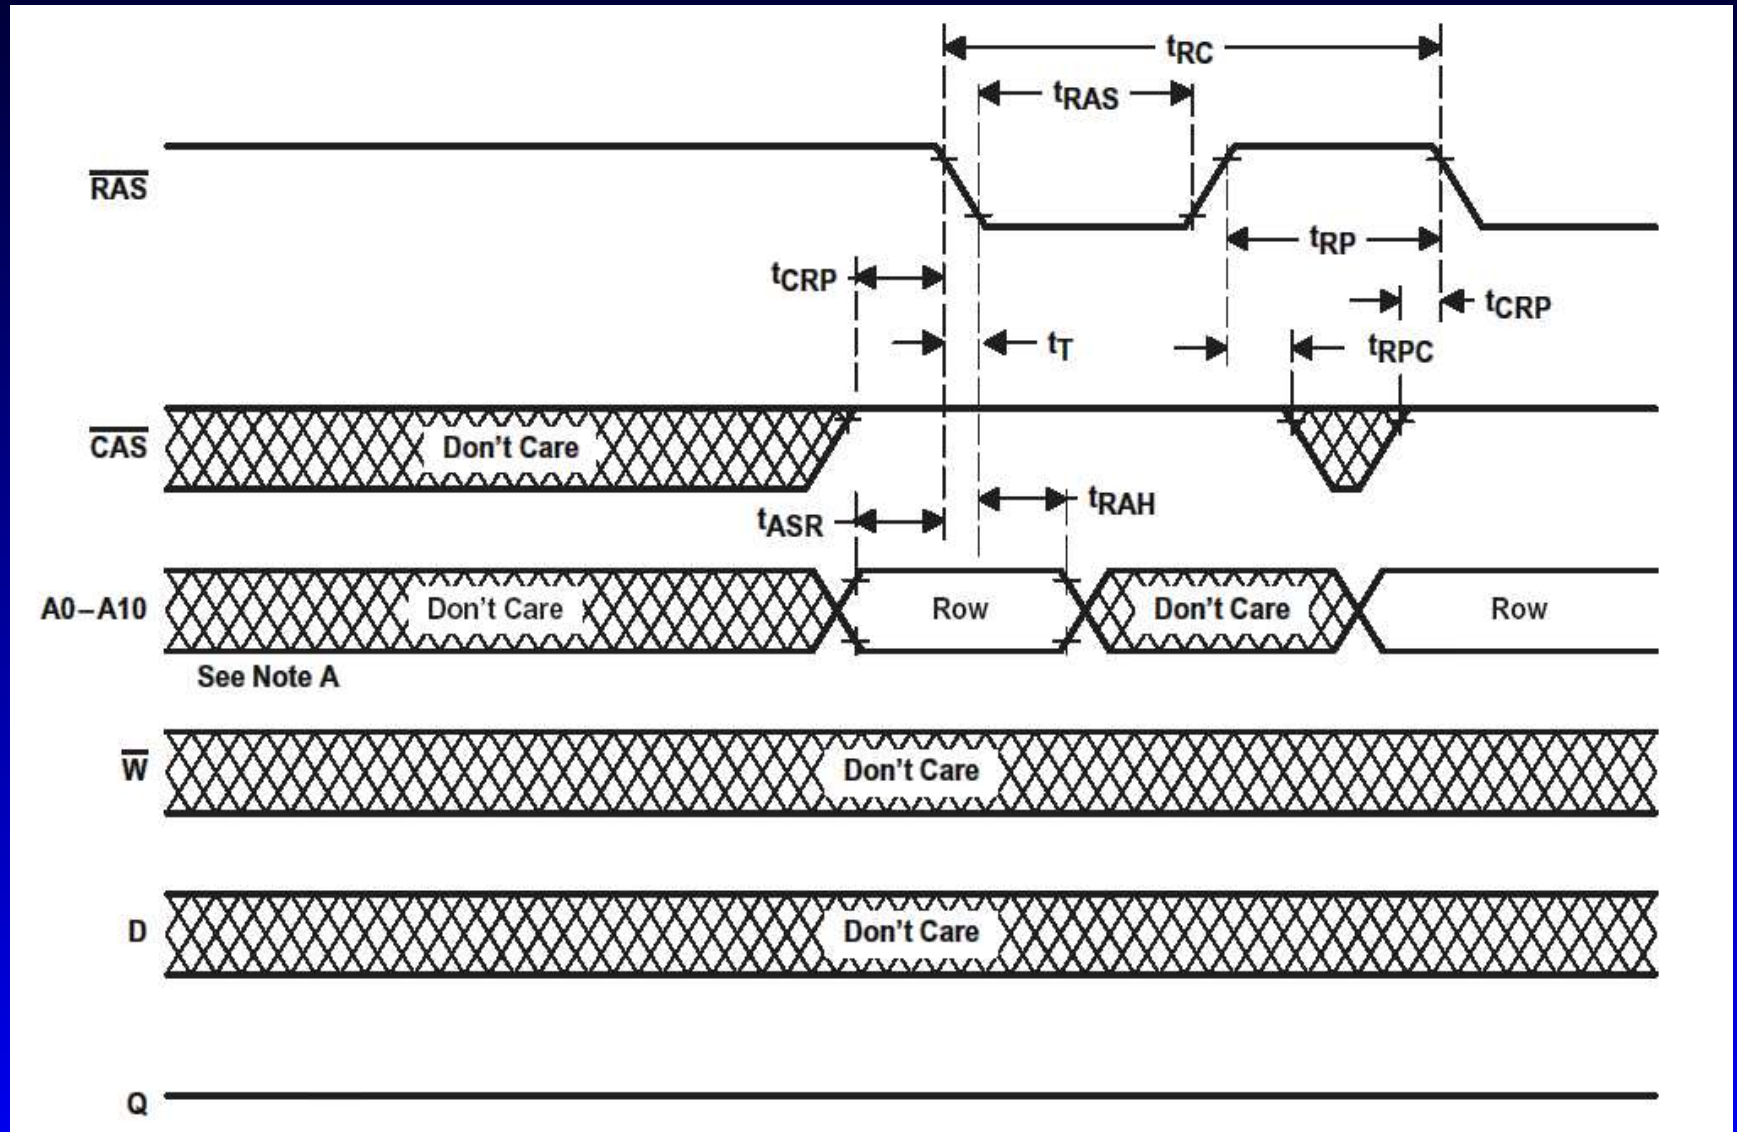 tRC
tRAS
RAS
tRP
tCRP
tCRP
tT
tRPC
CAS Don't Care
tRAH
tASR
A0–A10 Don't Care Row Don't Care Row
See Note A
W Don't Care
D Don't Care
Q